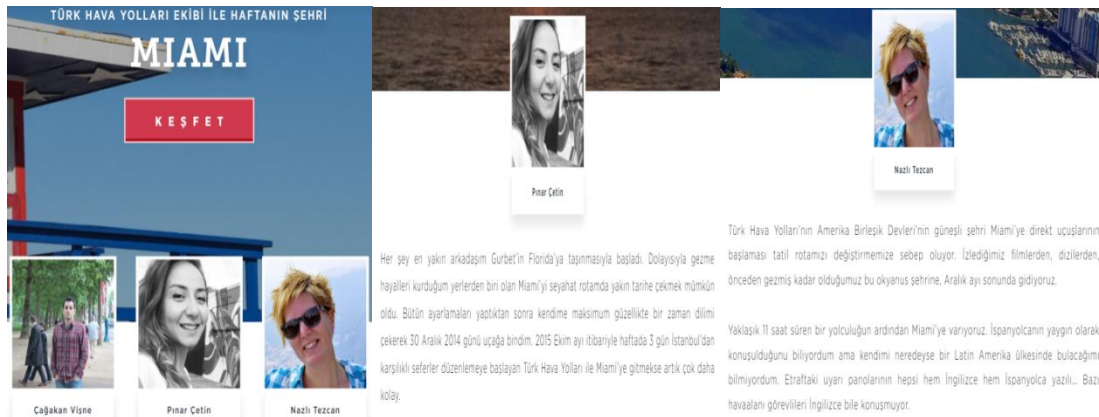 TÜRK HAVA YOLLARI EKİBİ İLE HAFTANIN ŞEHRİ
MIAMI
KEŞFET
Çağakan Vişne
Pınar Çetin
Nazlı Tezcan
Pınar Çetin
Her şey en yakın arkadaşım Gurbet'in Florida'ya taşınmasıyla başladı. Dolayısıyla gezme
hayalleri kurduğum yerlerden biri olan Miami'yi seyahat rotamda yakın tarihe çekmek mümkün
oldu. Bütün ayarlamaları yaptıktan sonra kendime maksimum güzellikte bir zaman dilimi
çekerek 30 Aralık 2014 günü uçağa bindim. 2015 Ekim ayı itibariyle haftada 3 gün İstanbul'dan
karşılıklı seferler düzenlemeye başlayan Türk Hava Yolları ile Miami'ye gitmekse artık çok daha
kolay.
Nazlı Tezcan
Türk Hava Yolları'nın Amerika Birleşik Devleri'nin güneşli şehri Miami'ye direkt uçuşlarının
başlaması tatil rotamızı değiştirmemize sebep oluyor. İzlediğimiz filmlerden, dizilerden,
önceden gezmiş kadar olduğumuz bu okyanus şehrine, Aralık ayı sonunda gidiyoruz.
Yaklaşık 11 saat süren bir yolculuğun ardından Miami'ye varıyoruz. İspanyolcanın yaygın olarak
konuşulduğunu biliyordum ama kendimi neredeyse bir Latin Amerika ülkesinde bulacağımı
bilmiyordum. Etraftaki uyarı panolarının hepsi hem İngilizce hem İspanyolca yazılı... Bazı
havaalanı görevlileri İngilizce bile konuşmuyor.